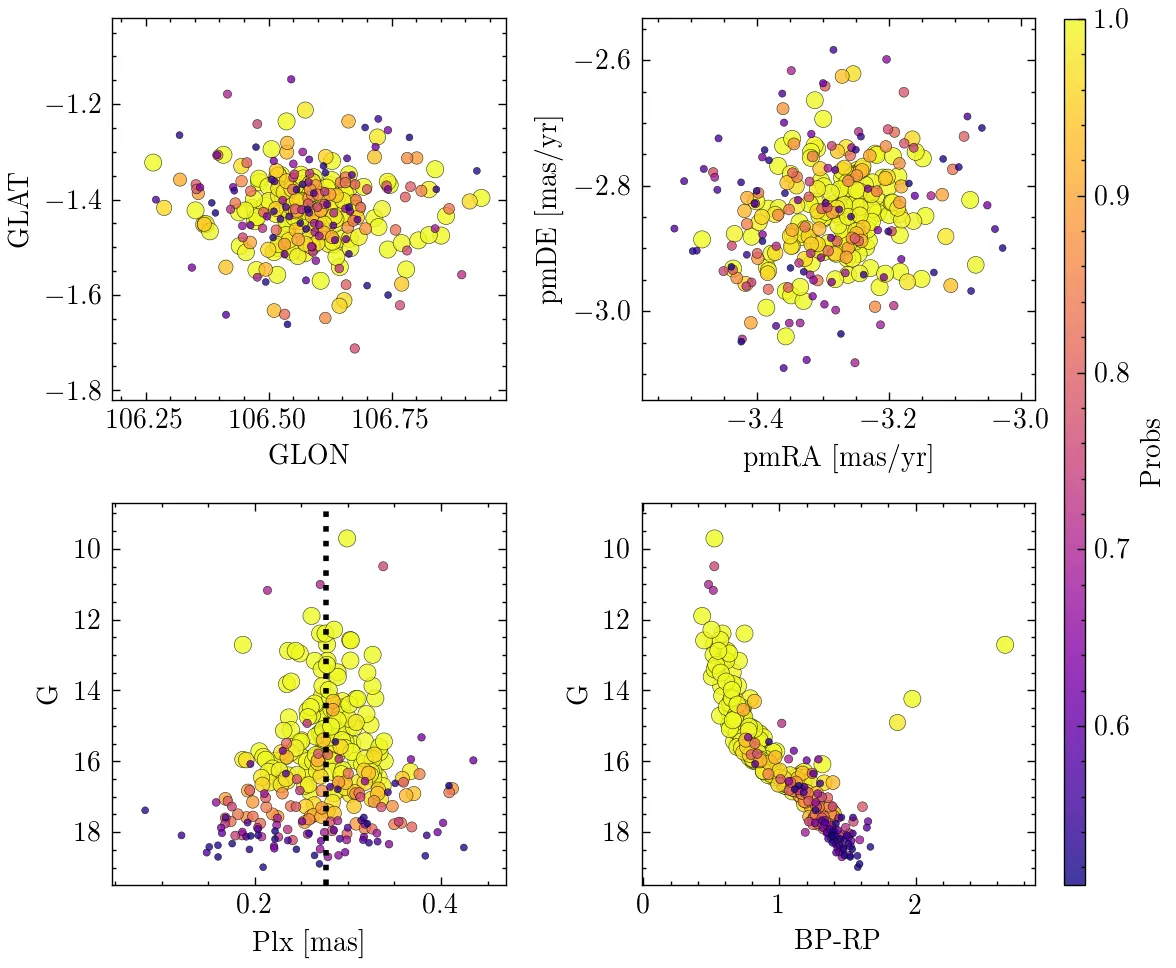 −1.2
−1.4
−1.6
−1.8
GLAT
106.25 106.50 106.75
GLON
−2.6
−2.8
−3.0
pmDE [mas/yr]
−3.4 −3.2 −3.0
pmRA [mas/yr]
10
12
14
16
18
G
0.2 0.4
Plx [mas]
10
12
14
16
18
G
0 1 2
BP-RP
1.0
0.9
0.8
0.7
0.6
Probs